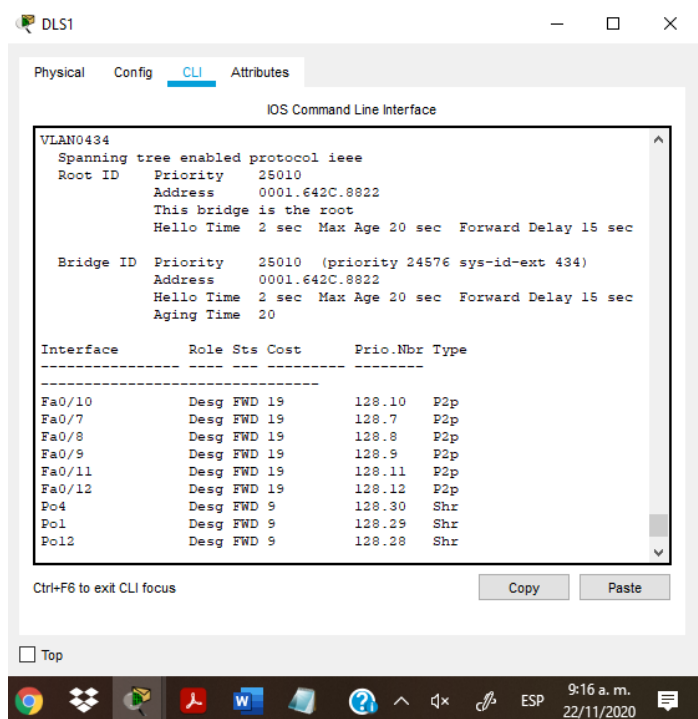 DLS1
Physical Config CLI Attributes
IOS Command Line Interface
VLAN0434
  Spanning tree enabled protocol ieee
  Root ID    Priority    25010
             Address     0001.642C.8822
             This bridge is the root
             Hello Time  2 sec  Max Age 20 sec  Forward Delay 15 sec

  Bridge ID  Priority    25010  (priority 24576 sys-id-ext 434)
             Address     0001.642C.8822
             Hello Time  2 sec  Max Age 20 sec  Forward Delay 15 sec
             Aging Time  20

Interface        Role Sts Cost      Prio.Nbr Type
---------------- ---- --- --------- --------
--------------------------------
Fa0/10           Desg FWD 19        128.10   P2p
Fa0/7            Desg FWD 19        128.7    P2p
Fa0/8            Desg FWD 19        128.8    P2p
Fa0/9            Desg FWD 19        128.9    P2p
Fa0/11           Desg FWD 19        128.11   P2p
Fa0/12           Desg FWD 19        128.12   P2p
Po4              Desg FWD 9         128.30   Shr
Po1              Desg FWD 9         128.29   Shr
Po12             Desg FWD 9         128.28   Shr
Ctrl+F6 to exit CLI focus Copy Paste
Top
ESP 9:16 a. m.
22/11/2020